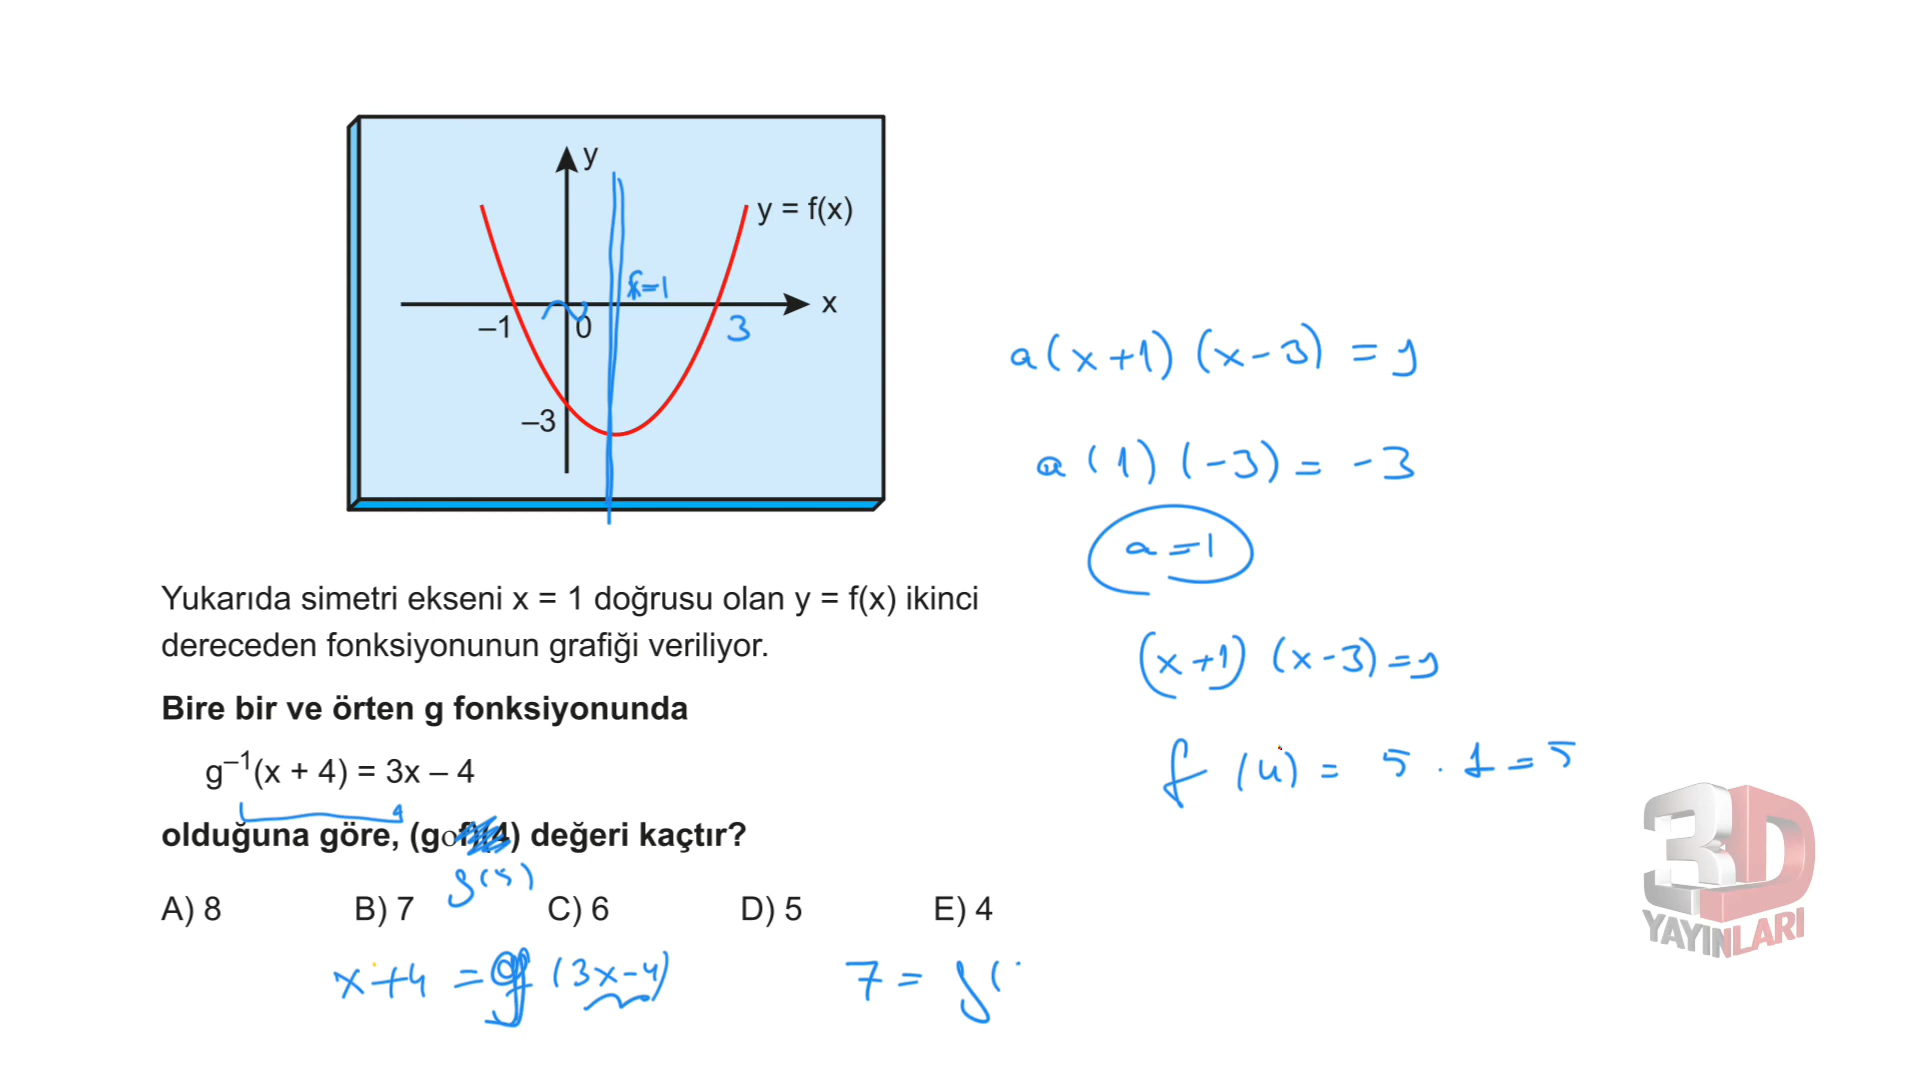 y
y = f(x)
x=1
x
–1
0
3
–3
a(x+1)(x-3) = y
a(1)(-3) = -3
a=1
(x+1)(x-3)=y
f(4) = 5.1=5
Yukarıda simetri ekseni x = 1 doğrusu olan y = f(x) ikinci
dereceden fonksiyonunun grafiği veriliyor.
Bire bir ve örten g fonksiyonunda
g⁻¹(x + 4) = 3x – 4
olduğuna göre, (gof)(4) değeri kaçtır?
g(5)
A) 8 B) 7 C) 6 D) 5 E) 4
x+4 = g(3x-4)
7 = g(
3D
YAYINLARI